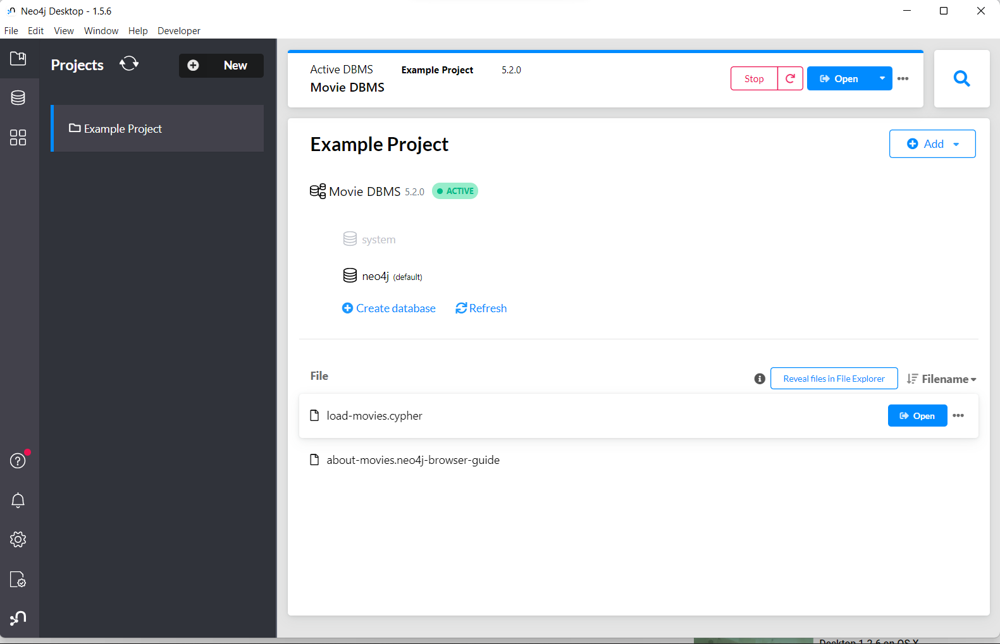 Neo4j Desktop - 1.5.6
File Edit View Window Help Developer
Projects
New
Example Project
Active DBMS
Example Project
5.2.0
Movie DBMS
Stop
Open
Example Project
Add
Movie DBMS 5.2.0 ACTIVE
system
neo4j (default)
Create database
Refresh
File
Reveal files in File Explorer
Filename
load-movies.cypher
Open
about-movies.neo4j-browser-guide
Desktop 1.2.6 on OS X